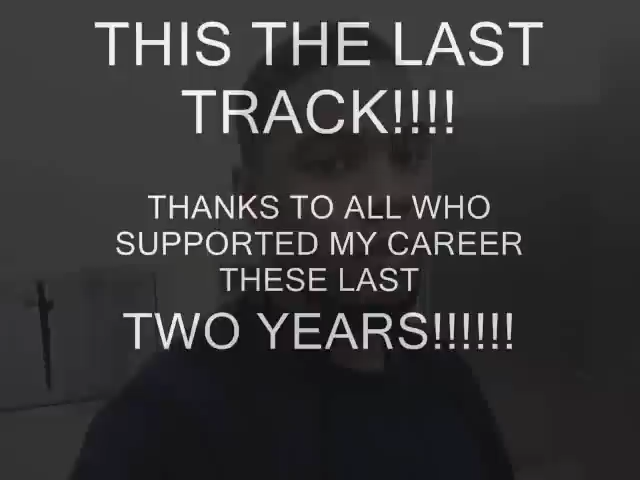 THIS THE LAST
TRACK!!!!
THANKS TO ALL WHO
SUPPORTED MY CAREER
THESE LAST
TWO YEARS!!!!!!